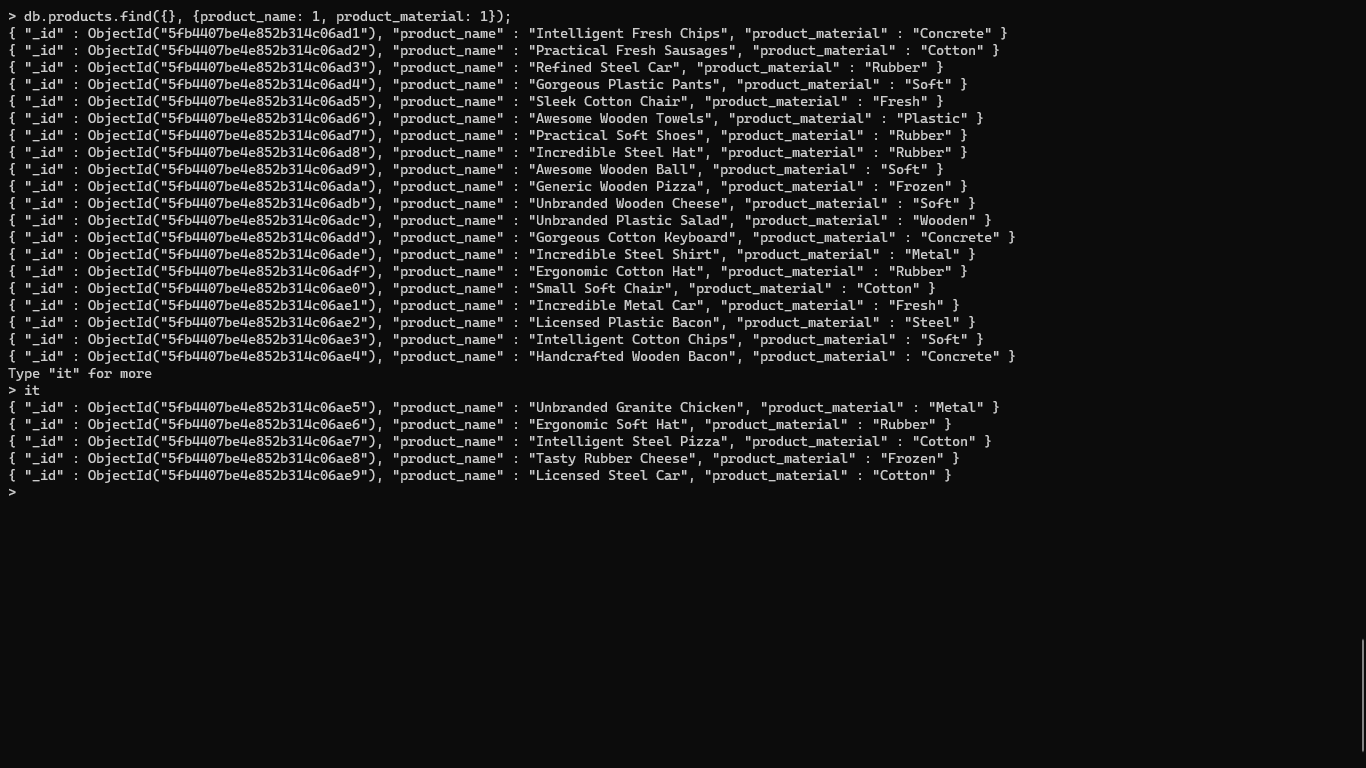 > db.products.find({}, {product_name: 1, product_material: 1});
{ "_id" : ObjectId("5fb4407be4e852b314c06ad1"), "product_name" : "Intelligent Fresh Chips", "product_material" : "Concrete" }
{ "_id" : ObjectId("5fb4407be4e852b314c06ad2"), "product_name" : "Practical Fresh Sausages", "product_material" : "Cotton" }
{ "_id" : ObjectId("5fb4407be4e852b314c06ad3"), "product_name" : "Refined Steel Car", "product_material" : "Rubber" }
{ "_id" : ObjectId("5fb4407be4e852b314c06ad4"), "product_name" : "Gorgeous Plastic Pants", "product_material" : "Soft" }
{ "_id" : ObjectId("5fb4407be4e852b314c06ad5"), "product_name" : "Sleek Cotton Chair", "product_material" : "Fresh" }
{ "_id" : ObjectId("5fb4407be4e852b314c06ad6"), "product_name" : "Awesome Wooden Towels", "product_material" : "Plastic" }
{ "_id" : ObjectId("5fb4407be4e852b314c06ad7"), "product_name" : "Practical Soft Shoes", "product_material" : "Rubber" }
{ "_id" : ObjectId("5fb4407be4e852b314c06ad8"), "product_name" : "Incredible Steel Hat", "product_material" : "Rubber" }
{ "_id" : ObjectId("5fb4407be4e852b314c06ad9"), "product_name" : "Awesome Wooden Ball", "product_material" : "Soft" }
{ "_id" : ObjectId("5fb4407be4e852b314c06ada"), "product_name" : "Generic Wooden Pizza", "product_material" : "Frozen" }
{ "_id" : ObjectId("5fb4407be4e852b314c06adb"), "product_name" : "Unbranded Wooden Cheese", "product_material" : "Soft" }
{ "_id" : ObjectId("5fb4407be4e852b314c06adc"), "product_name" : "Unbranded Plastic Salad", "product_material" : "Wooden" }
{ "_id" : ObjectId("5fb4407be4e852b314c06add"), "product_name" : "Gorgeous Cotton Keyboard", "product_material" : "Concrete" }
{ "_id" : ObjectId("5fb4407be4e852b314c06ade"), "product_name" : "Incredible Steel Shirt", "product_material" : "Metal" }
{ "_id" : ObjectId("5fb4407be4e852b314c06adf"), "product_name" : "Ergonomic Cotton Hat", "product_material" : "Rubber" }
{ "_id" : ObjectId("5fb4407be4e852b314c06ae0"), "product_name" : "Small Soft Chair", "product_material" : "Cotton" }
{ "_id" : ObjectId("5fb4407be4e852b314c06ae1"), "product_name" : "Incredible Metal Car", "product_material" : "Fresh" }
{ "_id" : ObjectId("5fb4407be4e852b314c06ae2"), "product_name" : "Licensed Plastic Bacon", "product_material" : "Steel" }
{ "_id" : ObjectId("5fb4407be4e852b314c06ae3"), "product_name" : "Intelligent Cotton Chips", "product_material" : "Soft" }
{ "_id" : ObjectId("5fb4407be4e852b314c06ae4"), "product_name" : "Handcrafted Wooden Bacon", "product_material" : "Concrete" }
Type "it" for more
> it
{ "_id" : ObjectId("5fb4407be4e852b314c06ae5"), "product_name" : "Unbranded Granite Chicken", "product_material" : "Metal" }
{ "_id" : ObjectId("5fb4407be4e852b314c06ae6"), "product_name" : "Ergonomic Soft Hat", "product_material" : "Rubber" }
{ "_id" : ObjectId("5fb4407be4e852b314c06ae7"), "product_name" : "Intelligent Steel Pizza", "product_material" : "Cotton" }
{ "_id" : ObjectId("5fb4407be4e852b314c06ae8"), "product_name" : "Tasty Rubber Cheese", "product_material" : "Frozen" }
{ "_id" : ObjectId("5fb4407be4e852b314c06ae9"), "product_name" : "Licensed Steel Car", "product_material" : "Cotton" }
>